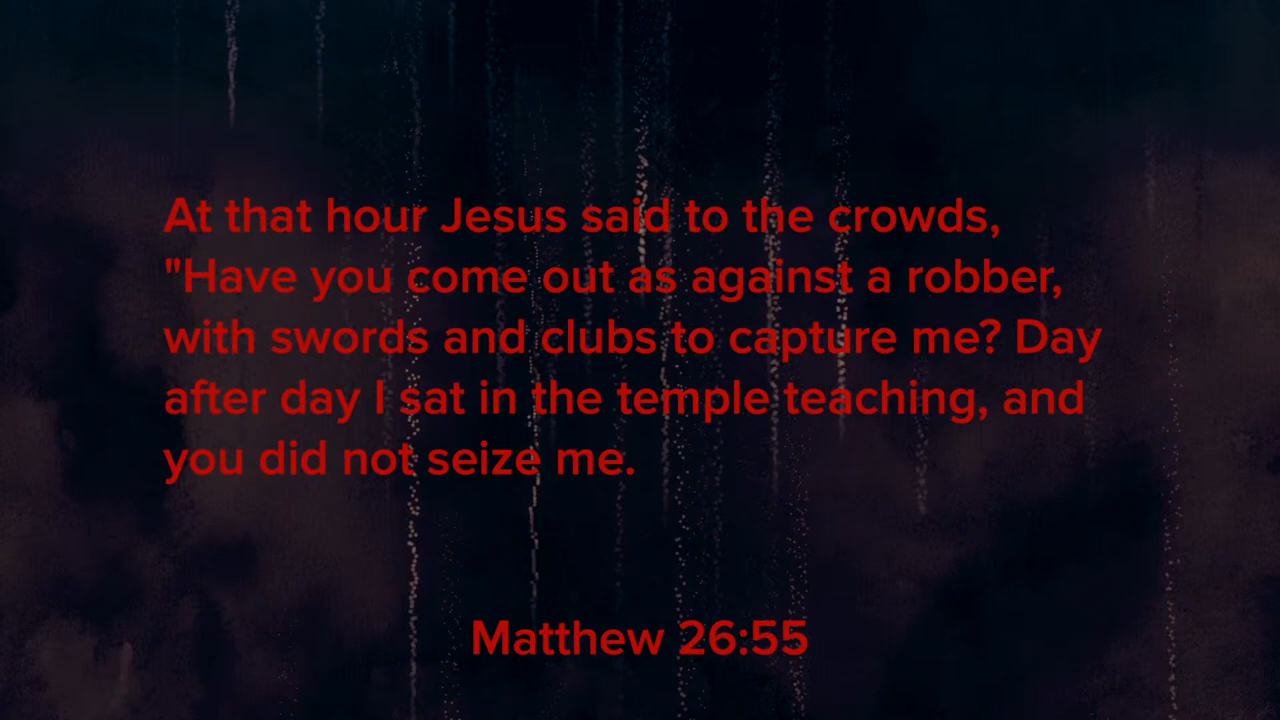 At that hour Jesus said to the crowds,
"Have you come out as against a robber,
with swords and clubs to capture me? Day
after day I sat in the temple teaching, and
you did not seize me.
Matthew 26:55